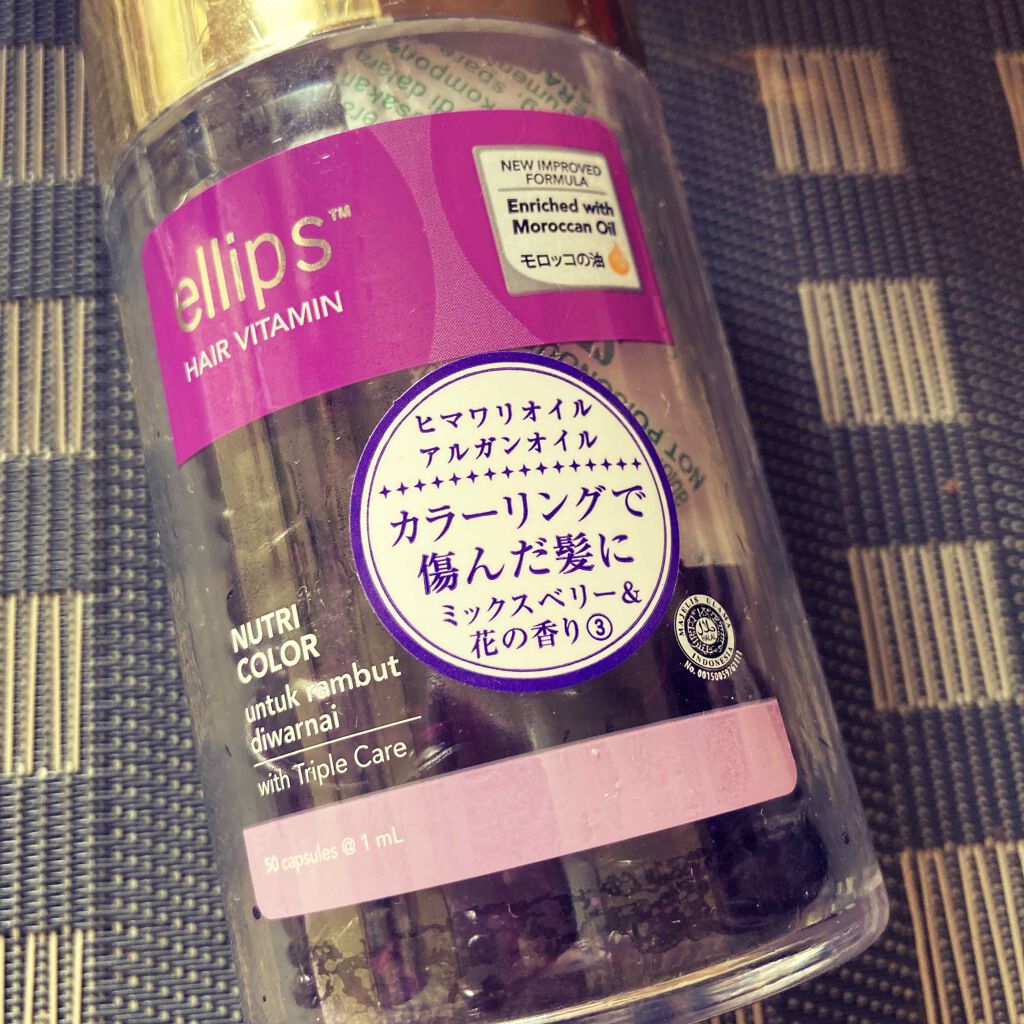 ellips™
HAIR VITAMIN
NEW IMPROVED
FORMULA
Enriched with
Moroccan Oil
モロッコの油
ヒマワリオイル
アルガンオイル
カラーリングで
傷んだ髪に
ミックスベリー&
花の香り③
NUTRI
COLOR
untuk rambut
diwarnai
with Triple Care
MAJELIS ULAMA
INDONESIA
50 capsules @ 1 mL